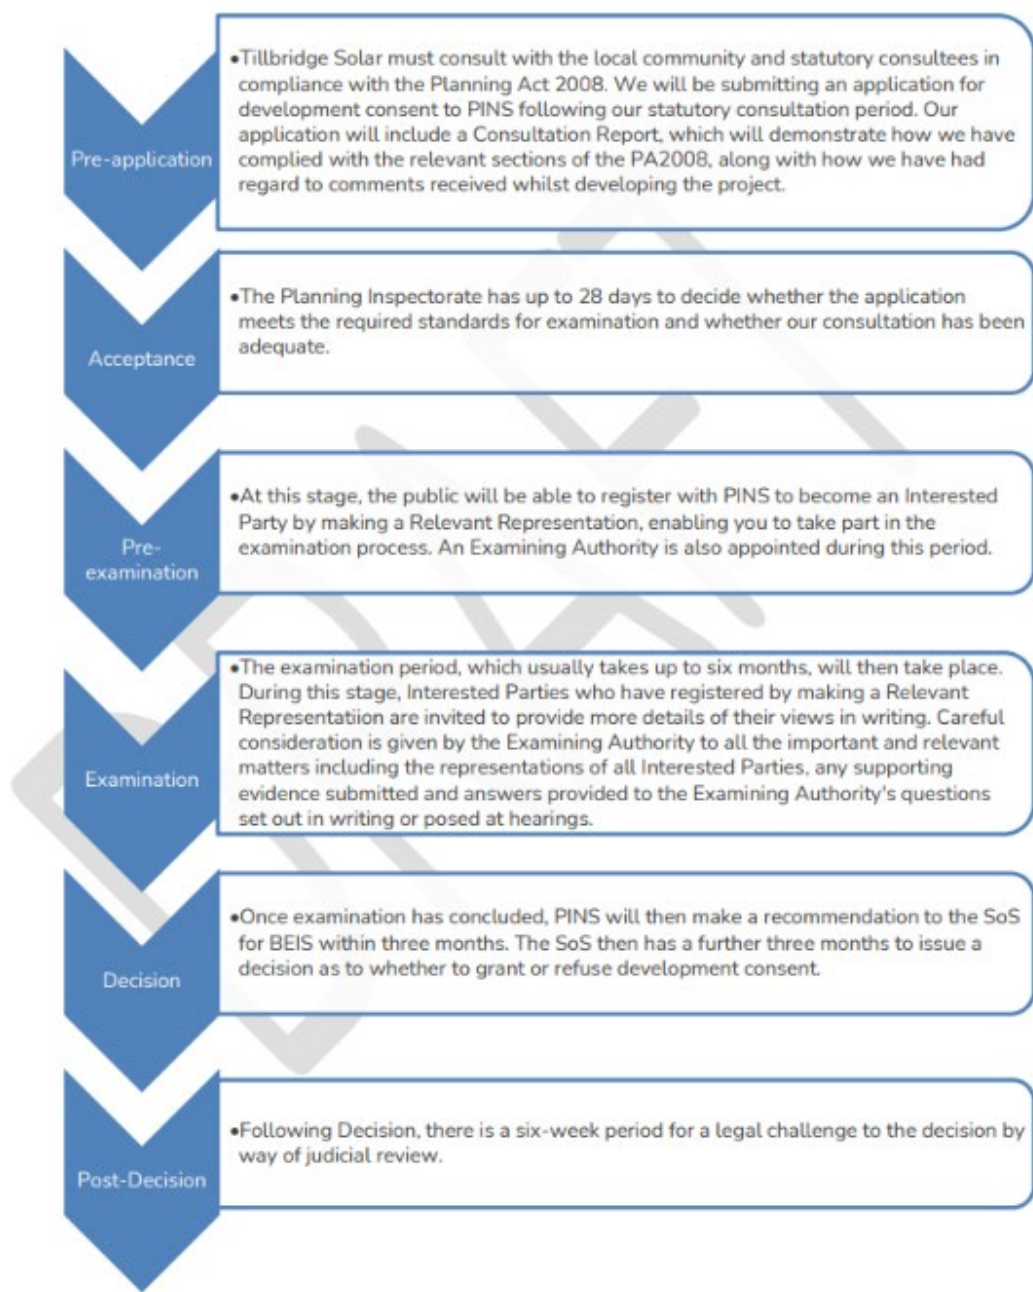 Pre-application
•Tillbridge Solar must consult with the local community and statutory consultees in
compliance with the Planning Act 2008. We will be submitting an application for
development consent to PINS following our statutory consultation period. Our
application will include a Consultation Report, which will demonstrate how we have
complied with the relevant sections of the PA2008, along with how we have had
regard to comments received whilst developing the project.
Acceptance
•The Planning Inspectorate has up to 28 days to decide whether the application
meets the required standards for examination and whether our consultation has been
adequate.
Pre-
examination
•At this stage, the public will be able to register with PINS to become an Interested
Party by making a Relevant Representation, enabling you to take part in the
examination process. An Examining Authority is also appointed during this period.
Examination
•The examination period, which usually takes up to six months, will then take place.
During this stage, Interested Parties who have registered by making a Relevant
Representatiion are invited to provide more details of their views in writing. Careful
consideration is given by the Examining Authority to all the important and relevant
matters including the representations of all Interested Parties, any supporting
evidence submitted and answers provided to the Examining Authority's questions
set out in writing or posed at hearings.
Decision
•Once examination has concluded, PINS will then make a recommendation to the SoS
for BEIS within three months. The SoS then has a further three months to issue a
decision as to whether to grant or refuse development consent.
Post-Decision
•Following Decision, there is a six-week period for a legal challenge to the decision by
way of judicial review.
DRAFT